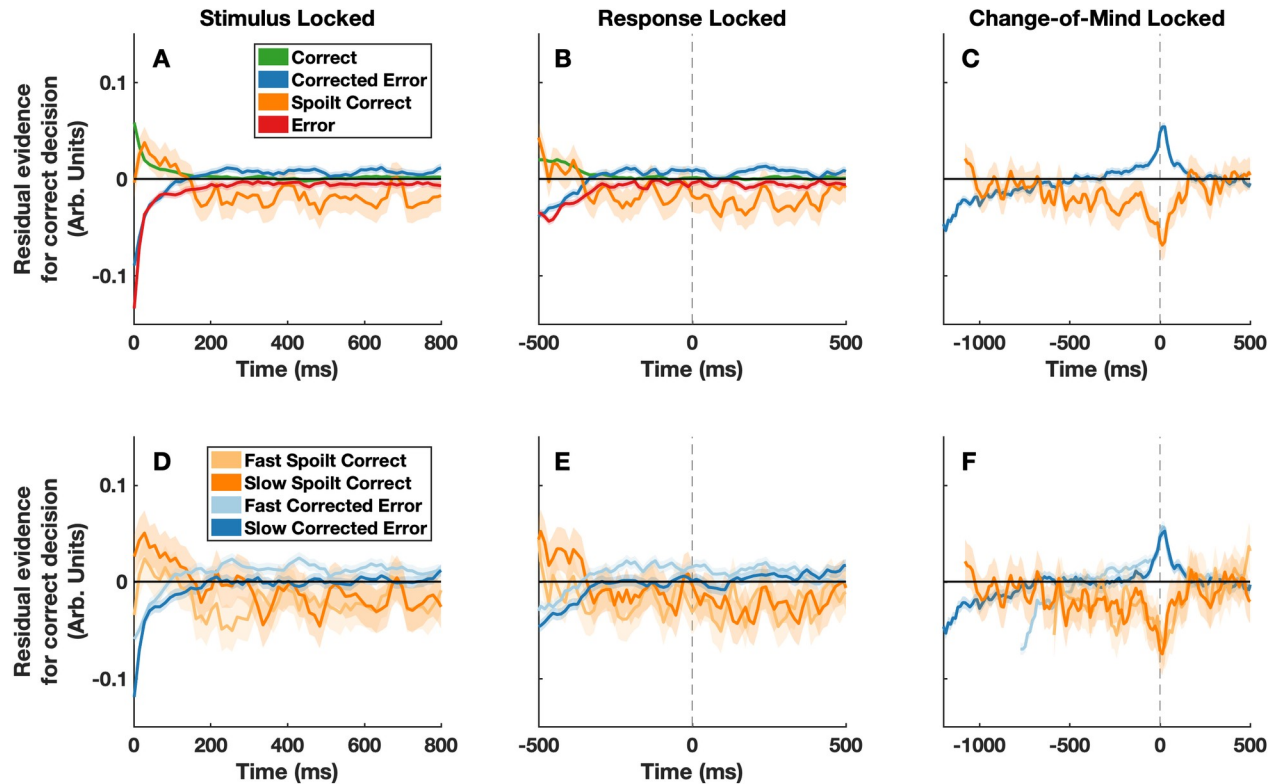 Stimulus Locked
Response Locked
Change-of-Mind Locked
Residual evidence
for correct decision
(Arb. Units)
A
Correct
Corrected Error
Spoilt Correct
Error
0.1
0
-0.1
0 200 400 600 800
Time (ms)
B
-500 0 500
Time (ms)
C
-1000 -500 0 500
Time (ms)
Residual evidence
for correct decision
(Arb. Units)
D
Fast Spoilt Correct
Slow Spoilt Correct
Fast Corrected Error
Slow Corrected Error
0.1
0
-0.1
0 200 400 600 800
Time (ms)
E
-500 0 500
Time (ms)
F
-1000 -500 0 500
Time (ms)